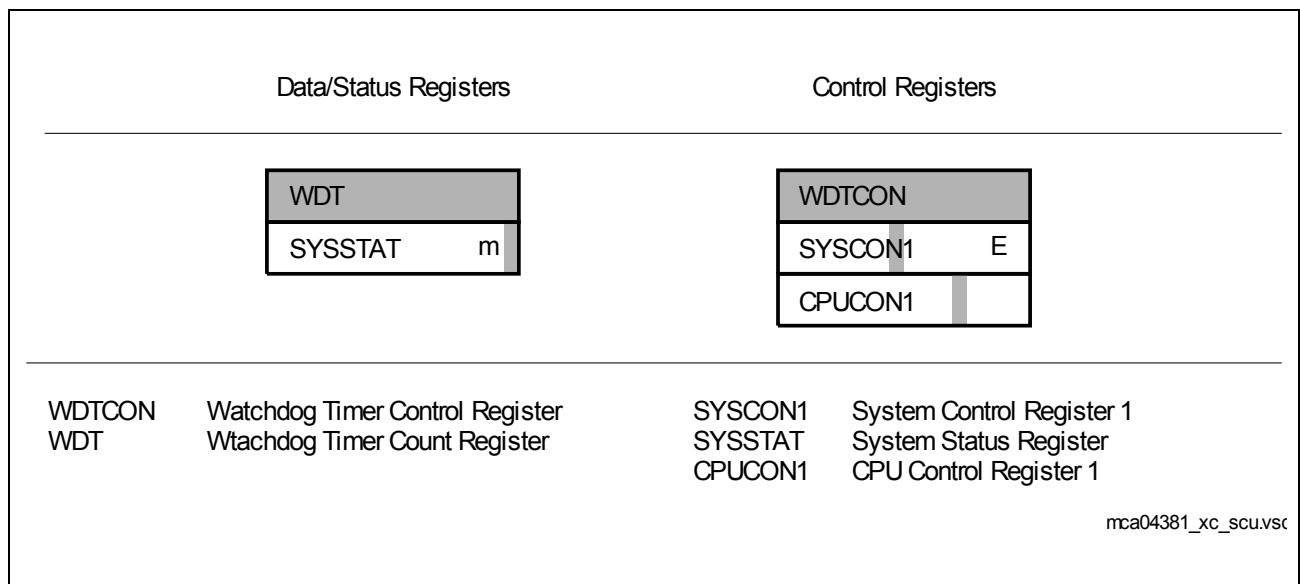 Data/Status Registers Control Registers
WDT WDTCON
SYSSTAT m SYSCON1 E
CPUCON1
WDTCON Watchdog Timer Control Register SYSCON1 System Control Register 1
WDT Wtachdog Timer Count Register SYSSTAT System Status Register
CPUCON1 CPU Control Register 1
mca04381_xc_scu.vsd